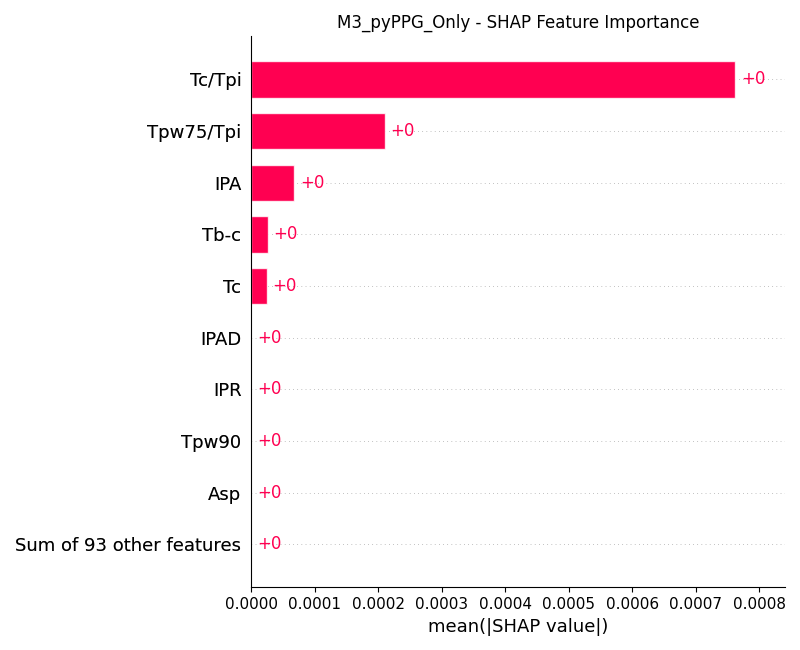 M3_pyPPG_Only - SHAP Feature Importance
Tc/Tpi +0
Tpw75/Tpi +0
IPA +0
Tb-c +0
Tc +0
IPAD +0
IPR +0
Tpw90 +0
Asp +0
Sum of 93 other features +0
0.0000 0.0001 0.0002 0.0003 0.0004 0.0005 0.0006 0.0007 0.0008
mean(|SHAP value|)